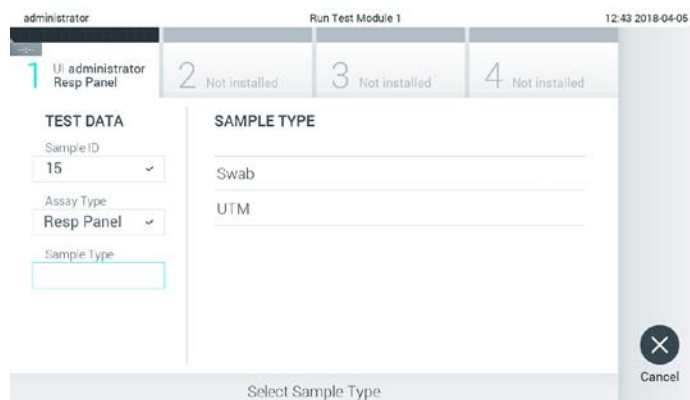 administrator Run Test Module 1 12:43 2018-04-05
1 UI administrator
Resp Panel
2 Not installed
3 Not installed
4 Not installed
TEST DATA
Sample ID
15
Assay Type
Resp Panel
Sample Type
SAMPLE TYPE
Swab
UTM
Select Sample Type
Cancel